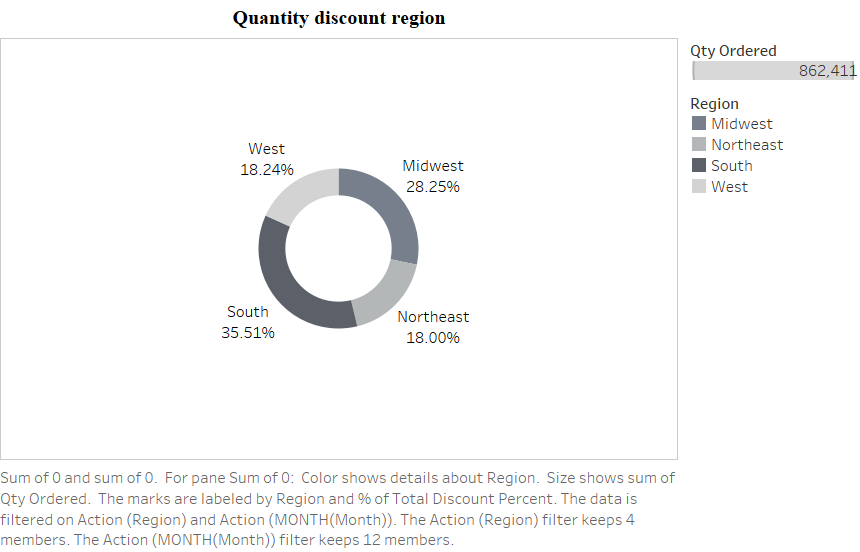 Quantity discount region
Qty Ordered
862,411
Region
Midwest
Northeast
South
West
West
18.24%
Midwest
28.25%
South
35.51%
Northeast
18.00%
Sum of 0 and sum of 0.  For pane Sum of 0:  Color shows details about Region.  Size shows sum of
Qty Ordered.  The marks are labeled by Region and % of Total Discount Percent. The data is
filtered on Action (Region) and Action (MONTH(Month)). The Action (Region) filter keeps 4
members. The Action (MONTH(Month)) filter keeps 12 members.